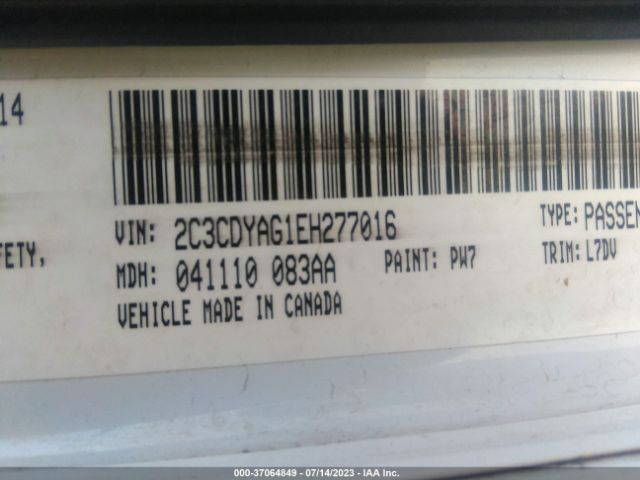 14
VIN: 2C3CDYAG1EH277016
TYPE: PASSEN
FETY,
MDH: 041110 083AA
PAINT: PW7
TRIM: L7DV
VEHICLE MADE IN CANADA
000-37064849 - 07/14/2023 - IAA Inc.